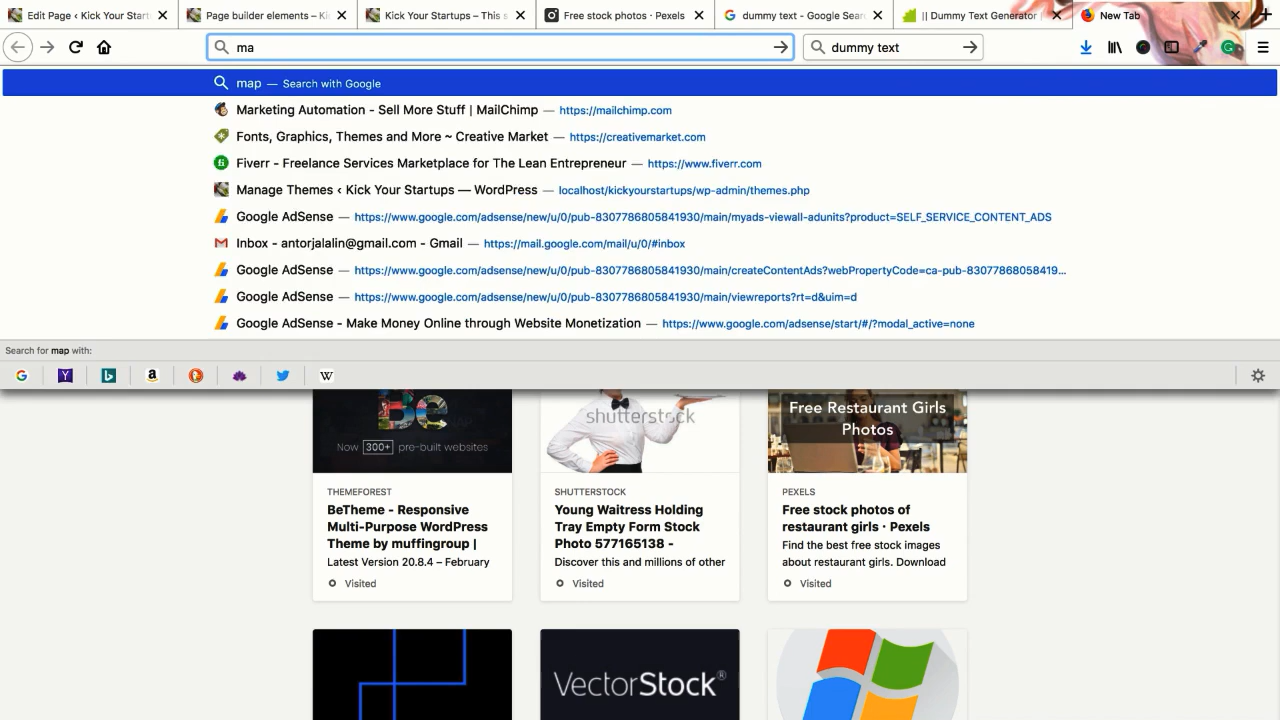 Edit Page ‹ Kick Your Start
Page builder elements – Ki
Kick Your Startups – This s
Free stock photos · Pexels
dummy text - Google Sear
|| Dummy Text Generator |
New Tab
ma
dummy text
map — Search with Google
Marketing Automation - Sell More Stuff | MailChimp — https://mailchimp.com
Fonts, Graphics, Themes and More ~ Creative Market — https://creativemarket.com
Fiverr - Freelance Services Marketplace for The Lean Entrepreneur — https://www.fiverr.com
Manage Themes ‹ Kick Your Startups — WordPress — localhost/kickyourstartups/wp-admin/themes.php
Google AdSense — https://www.google.com/adsense/new/u/0/pub-8307786805841930/main/myads-viewall-adunits?product=SELF_SERVICE_CONTENT_ADS
Inbox - antorjalalin@gmail.com - Gmail — https://mail.google.com/mail/u/0/#inbox
Google AdSense — https://www.google.com/adsense/new/u/0/pub-8307786805841930/main/createContentAds?webPropertyCode=ca-pub-83077868058419...
Google AdSense — https://www.google.com/adsense/new/u/0/pub-8307786805841930/main/viewreports?rt=d&uim=d
Google AdSense - Make Money Online through Website Monetization — https://www.google.com/adsense/start/#/?modal_active=none
Search for map with:
Be
Now 300+ pre-built websites
THEMEFOREST
BeTheme - Responsive
Multi-Purpose WordPress
Theme by muffingroup |
Latest Version 20.8.4 – February
Visited
shutterstock
SHUTTERSTOCK
Young Waitress Holding
Tray Empty Form Stock
Photo 577165138 -
Discover this and millions of other
Visited
Free Restaurant Girls
Photos
PEXELS
Free stock photos of
restaurant girls · Pexels
Find the best free stock images
about restaurant girls. Download
Visited
VectorStock®